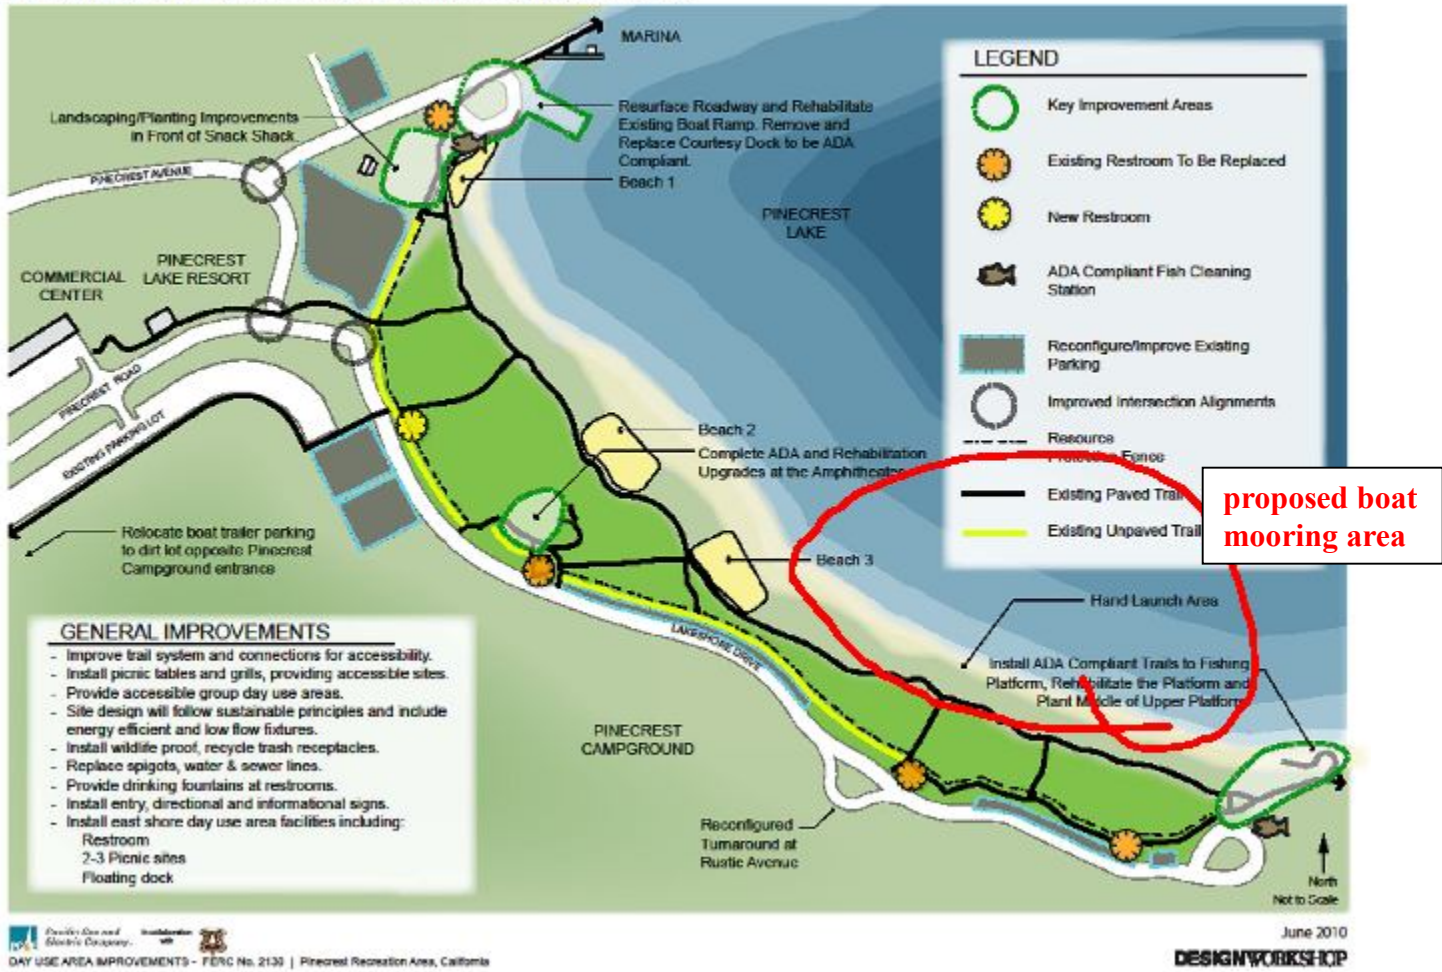 MARINA
Landscaping/Planting Improvements
in Front of Snack Shack.
Resurface Roadway and Rehabilitate
Existing Boat Ramp. Remove and
Replace Courtesy Dock to be ADA
Compliant.
Beach 1
PINECREST AVENUE
PINECREST
LAKE
PINECREST
LAKE RESORT
COMMERCIAL
CENTER
PINECREST ROAD
EXISTING PARKING LOT
Beach 2
Complete ADA and Rehabilitation
Upgrades at the Amphitheater
Relocate boat trailer parking
to dirt lot opposite Pinecrest
Campground entrance
Beach 3
LAKESHORE DRIVE
Hand Launch Area
Install ADA Compliant Trails to Fishing
Platform, Rehabilitate the Platform and
Plant Middle of Upper Platform
PINECREST
CAMPGROUND
Reconfigured
Turnaround at
Rustic Avenue
LEGEND
Key Improvement Areas
Existing Restroom To Be Replaced
New Restroom
ADA Compliant Fish Cleaning
Station
Reconfigure/Improve Existing
Parking
Improved Intersection Alignments
Resource
Protection Fence
Existing Paved Trail
Existing Unpaved Trail
proposed boat
mooring area
GENERAL IMPROVEMENTS
- Improve trail system and connections for accessibility.
- Install picnic tables and grills, providing accessible sites.
- Provide accessible group day use areas.
- Site design will follow sustainable principles and include
energy efficient and low flow fixtures.
- Install wildlife proof, recycle trash receptacles.
- Replace spigots, water & sewer lines.
- Provide drinking fountains at restrooms.
- Install entry, directional and informational signs.
- Install east shore day use area facilities including:
Restroom
2-3 Picnic sites
Floating dock
North
Not to Scale
Pacific Gas and
Electric Company.
In collaboration
with
DAY USE AREA IMPROVEMENTS - FERC No. 2130 | Pinecrest Recreation Area, California
June 2010
DESIGNWORKSHOP